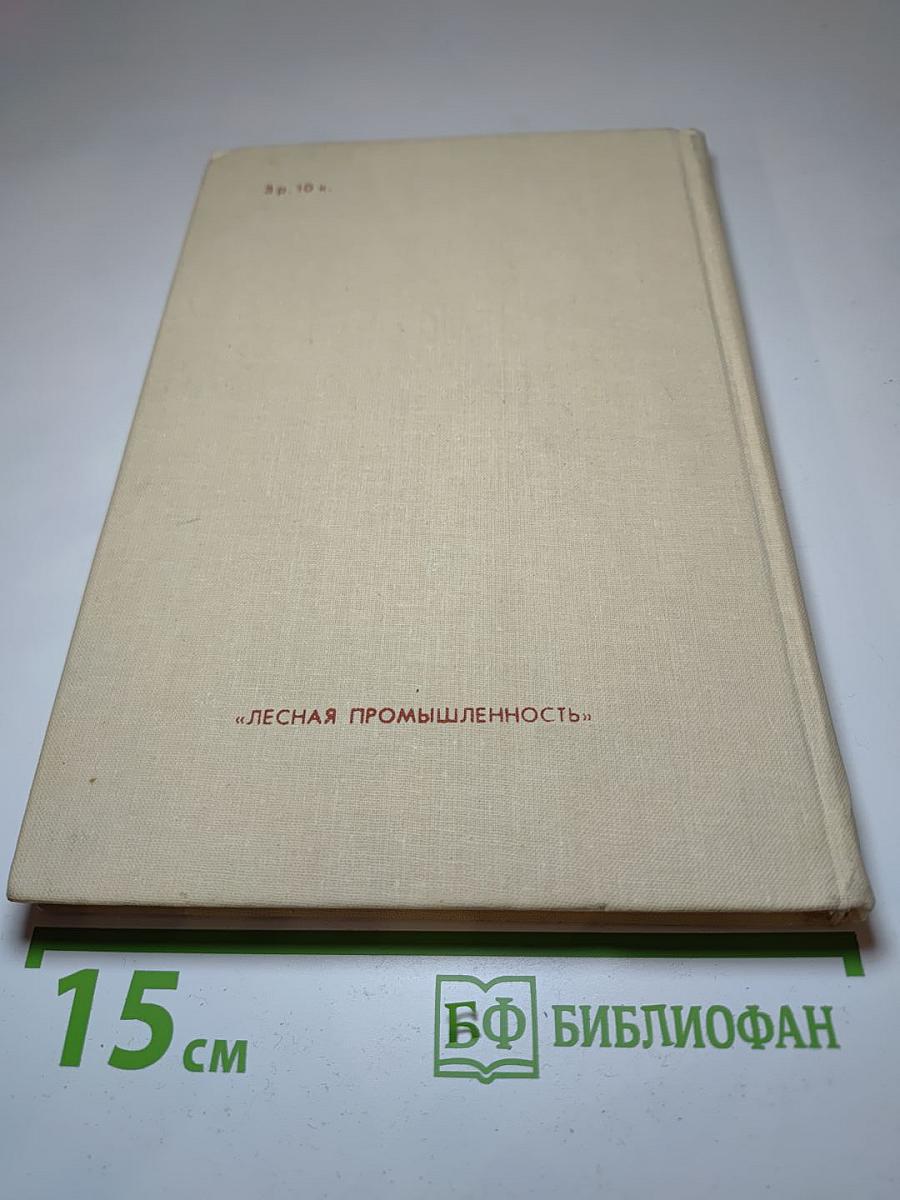 3 р. 10 к.
«ЛЕСНАЯ ПРОМЫШЛЕННОСТЬ»
15 см
БФ БИБЛИОФАН